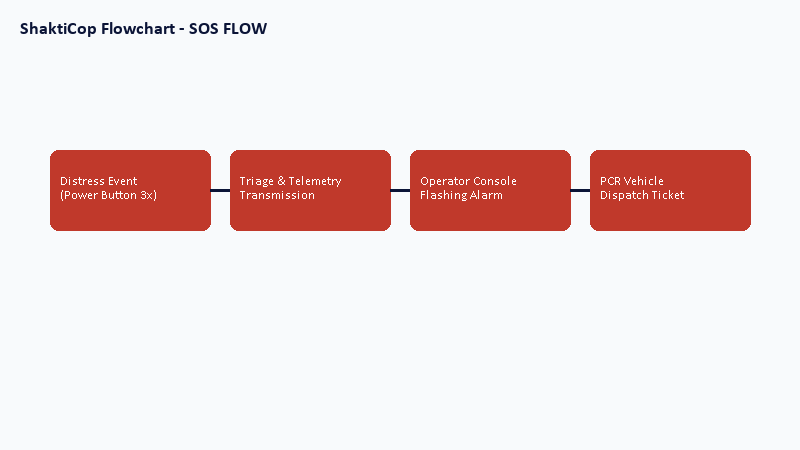 ShaktiCop Flowchart - SOS FLOW
Distress Event
(Power Button 3x)
Triage & Telemetry
Transmission
Operator Console
Flashing Alarm
PCR Vehicle
Dispatch Ticket